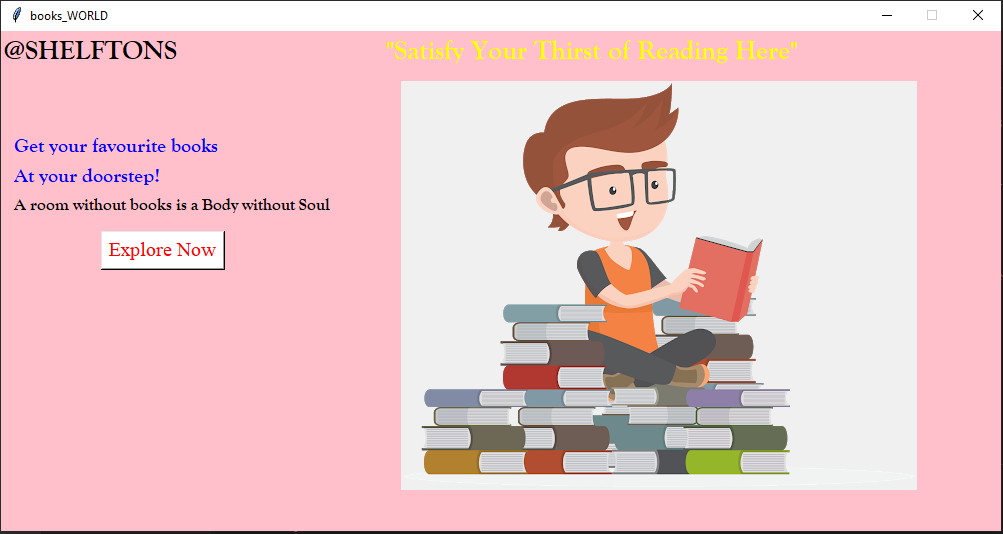 books_WORLD
@SHELFTONS
"Satisfy Your Thirst of Reading Here"
Get your favourite books
At your doorstep!
A room without books is a Body without Soul
Explore Now